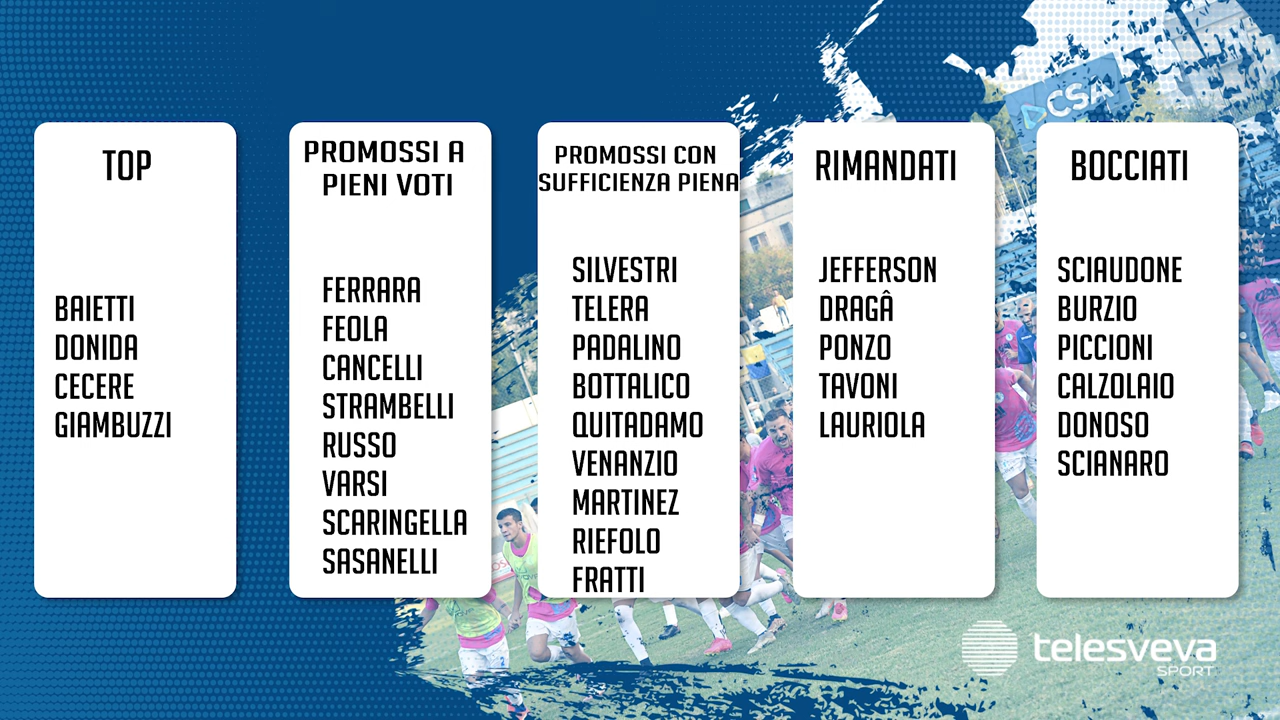 TOP
BAIETTI
DONIDA
CECERE
GIAMBUZZI
PROMOSSI A
PIENI VOTI
FERRARA
FEOLA
CANCELLI
STRAMBELLI
RUSSO
VARSI
SCARINGELLA
SASANELLI
PROMOSSI CON
SUFFICIENZA PIENA
SILVESTRI
TELERA
PADALINO
BOTTALICO
QUITADAMO
VENANZIO
MARTINEZ
RIEFOLO
FRATTI
RIMANDATI
JEFFERSON
DRAGÂ
PONZO
TAVONI
LAURIOLA
BOCCIATI
SCIAUDONE
BURZIO
PICCIONI
CALZOLAIO
DONOSO
SCIANARO
CSA
telesveva
SPORT